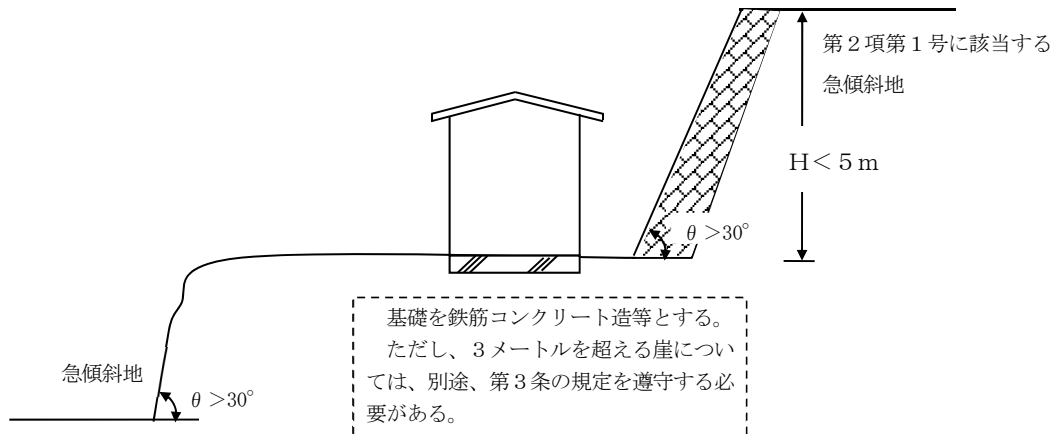 第２項第１号に該当する
急傾斜地
Ｈ＜５ｍ
θ＞30°
基礎を鉄筋コンクリート造等とする。
ただし、３メートルを超える崖につい
ては、別途、第３条の規定を遵守する必
要がある。
急傾斜地
θ＞30°